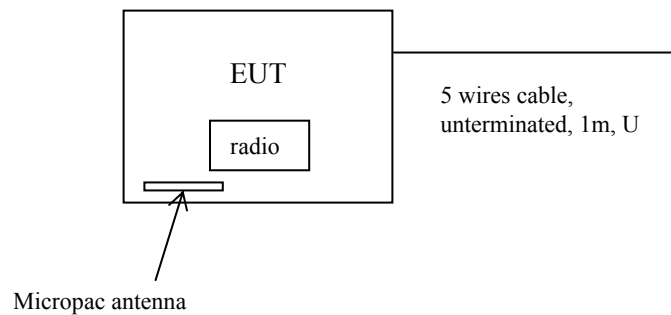 EUT
radio
5 wires cable,
unterminated, 1m, U
Micropac antenna